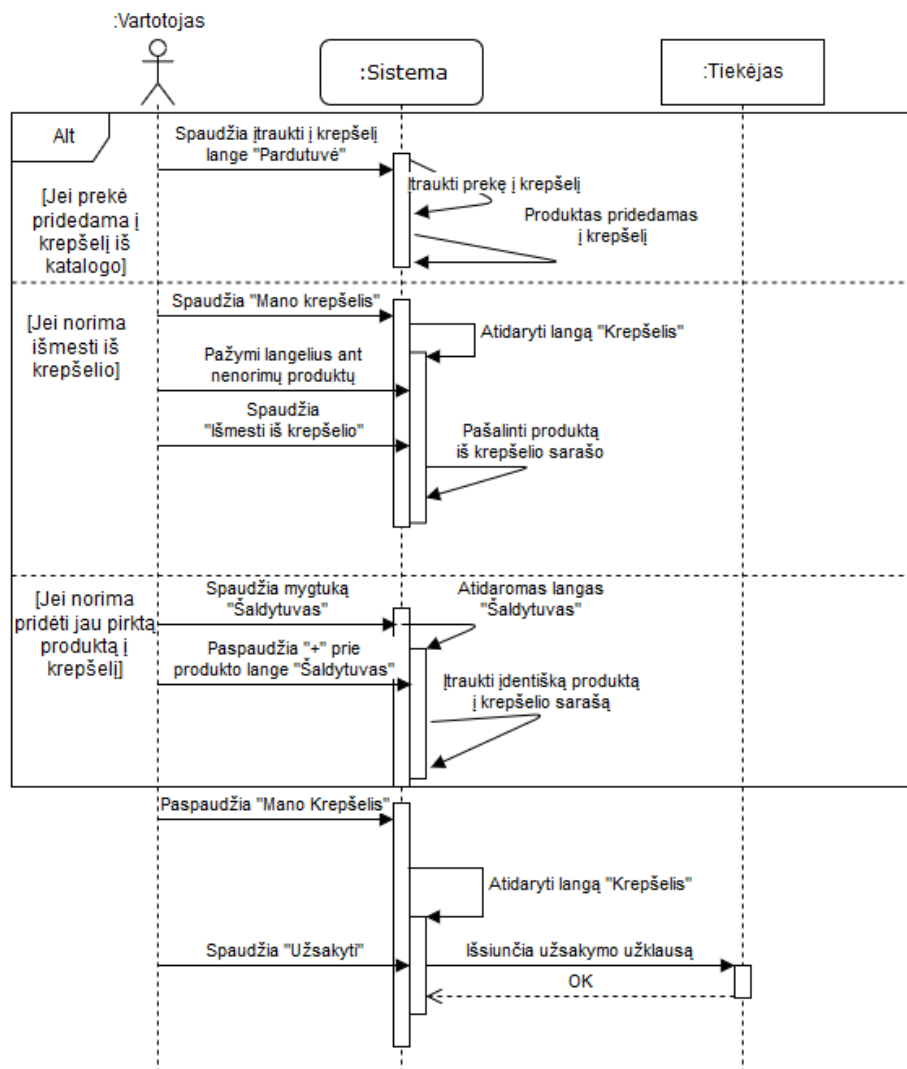 :Vartotojas
:Sistema
:Tiekėjas
Alt
Spaudžia įtraukti į krepšelį
lange "Pardutuvė"
[Jei prekė
pridedama į
krepšelį iš
katalogo]
Įtraukti prekę į krepšelį
Produktas pridedamas
į krepšelį
Spaudžia "Mano krepšelis"
[Jei norima
išmesti iš
krepšelio]
Atidaryti langą "Krepšelis"
Pažymi langelius ant
nenorimų produktų
Spaudžia
"Išmesti iš krepšelio"
Pašalinti produktą
iš krepšelio sarašo
[Jei norima
pridėti jau pirktą
produktą į
krepšelį]
Spaudžia mygtuką
"Šaldytuvas"
Atidaromas langas
"Šaldytuvas"
Paspaudžia "+" prie
produkto lange "Šaldytuvas"
Įtraukti įdentišką produktą
į krepšelio sarašą
Paspaudžia "Mano Krepšelis"
Atidaryti langą "Krepšelis"
Spaudžia "Užsakyti"
Išsiunčia užsakymo užklausą
OK